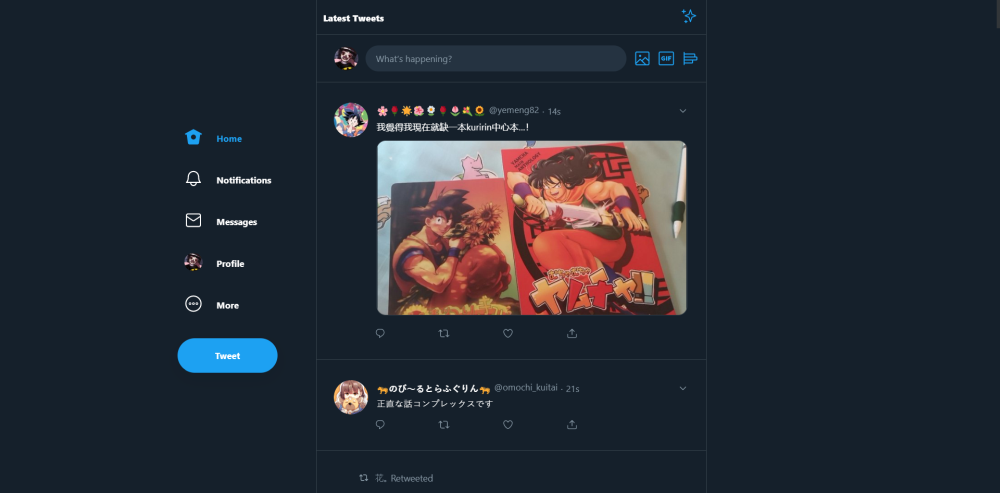 Latest Tweets
What's happening?
GIF
Home
Notifications
Messages
Profile
More
Tweet
@yemeng82 · 14s
我覺得我現在就缺一本kuririn中心本...!
ヤムチャ!!
🐅のび〜るとらふぐりん🐅 @omochi_kuitai · 21s
正直な話コンプレックスです
花。Retweeted